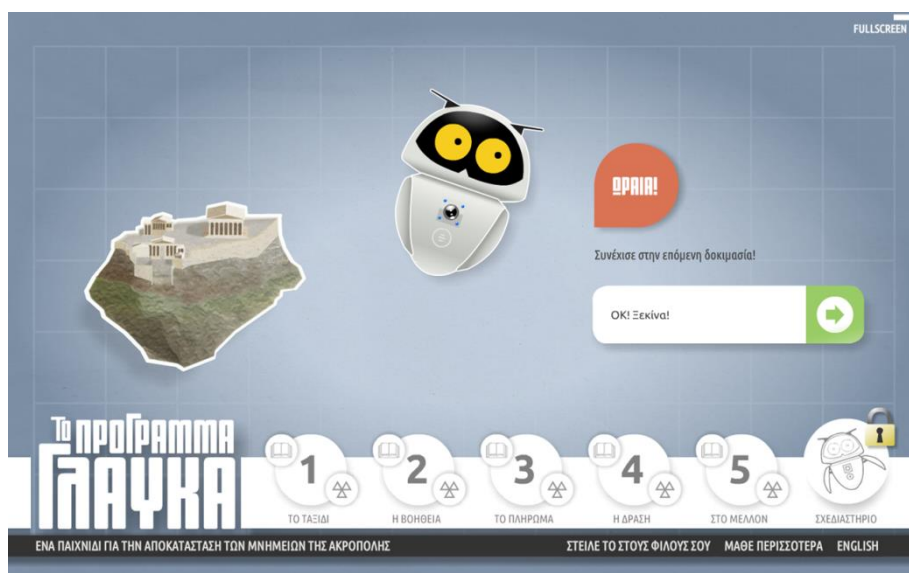 FULLSCREEN
ΩΡΑΙΑ!
Συνέχισε στην επόμενη δοκιμασία!
ΟΚ! Ξεκίνα!
Το ΠΡΟΓΡΑΜΜΑ
ΓΛΑΥΚΑ
1
2
3
4
5
ΤΟ ΤΑΞΙΔΙ
Η ΒΟΗΘΕΙΑ
ΤΟ ΠΛΗΡΩΜΑ
Η ΔΡΑΣΗ
ΣΤΟ ΜΕΛΛΟΝ
ΣΧΕΔΙΑΣΤΗΡΙΟ
ΕΝΑ ΠΑΙΧΝΙΔΙ ΓΙΑ ΤΗΝ ΑΠΟΚΑΤΑΣΤΑΣΗ ΤΩΝ ΜΝΗΜΕΙΩΝ ΤΗΣ ΑΚΡΟΠΟΛΗΣ
ΣΤΕΙΛΕ ΤΟ ΣΤΟΥΣ ΦΙΛΟΥΣ ΣΟΥ ΜΑΘΕ ΠΕΡΙΣΣΟΤΕΡΑ ENGLISH